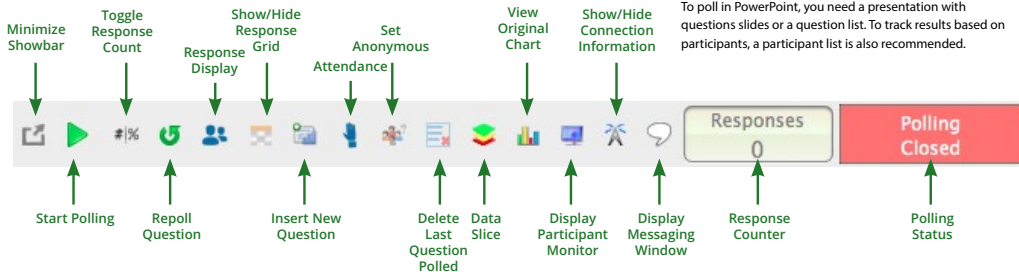 Minimize
Showbar
Toggle
Response
Count
Response
Display
Show/Hide
Response
Grid
Attendance
Set
Anonymous
View
Original
Chart
Show/Hide
Connection
Information
To poll in PowerPoint, you need a presentation with
questions slides or a question list. To track results based on
participants, a participant list is also recommended.
#|%
Responses
0
Polling
Closed
Start Polling
Repoll
Question
Insert New
Question
Delete
Last
Question
Polled
Data
Slice
Display
Participant
Monitor
Display
Messaging
Window
Response
Counter
Polling
Status